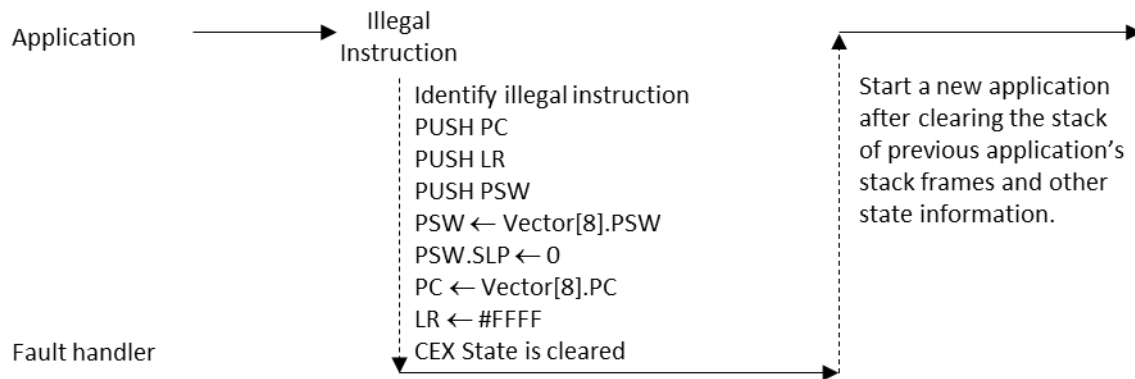 Application
Illegal
Instruction
Identify illegal instruction
PUSH PC
PUSH LR
PUSH PSW
PSW ← Vector[8].PSW
PSW.SLP ← 0
PC ← Vector[8].PC
LR ← #FFFF
CEX State is cleared
Fault handler
Start a new application
after clearing the stack
of previous application’s
stack frames and other
state information.